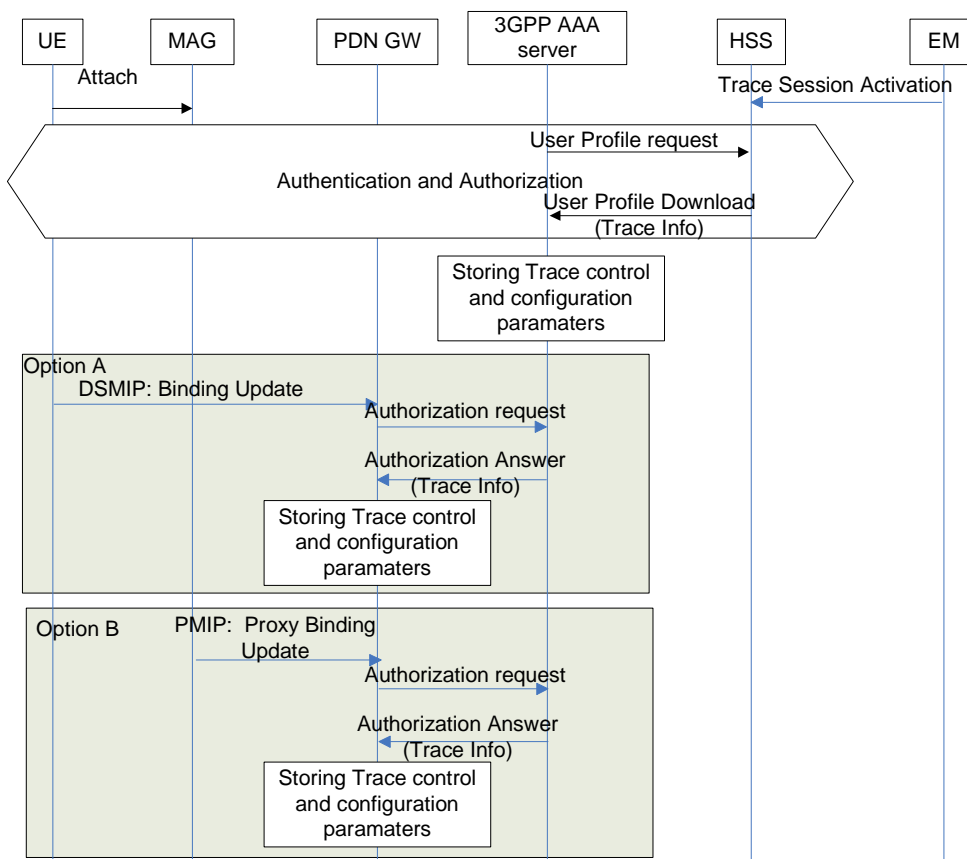 UE
MAG
PDN GW
3GPP AAA
server
HSS
EM
Attach
Trace Session Activation
User Profile request
Authentication and Authorization
User Profile Download
(Trace Info)
Storing Trace control
and configuration
paramaters
Option A
DSMIP: Binding Update
Authorization request
Authorization Answer
(Trace Info)
Storing Trace control
and configuration
paramaters
Option B
PMIP:  Proxy Binding
Update
Authorization request
Authorization Answer
(Trace Info)
Storing Trace control
and configuration
paramaters